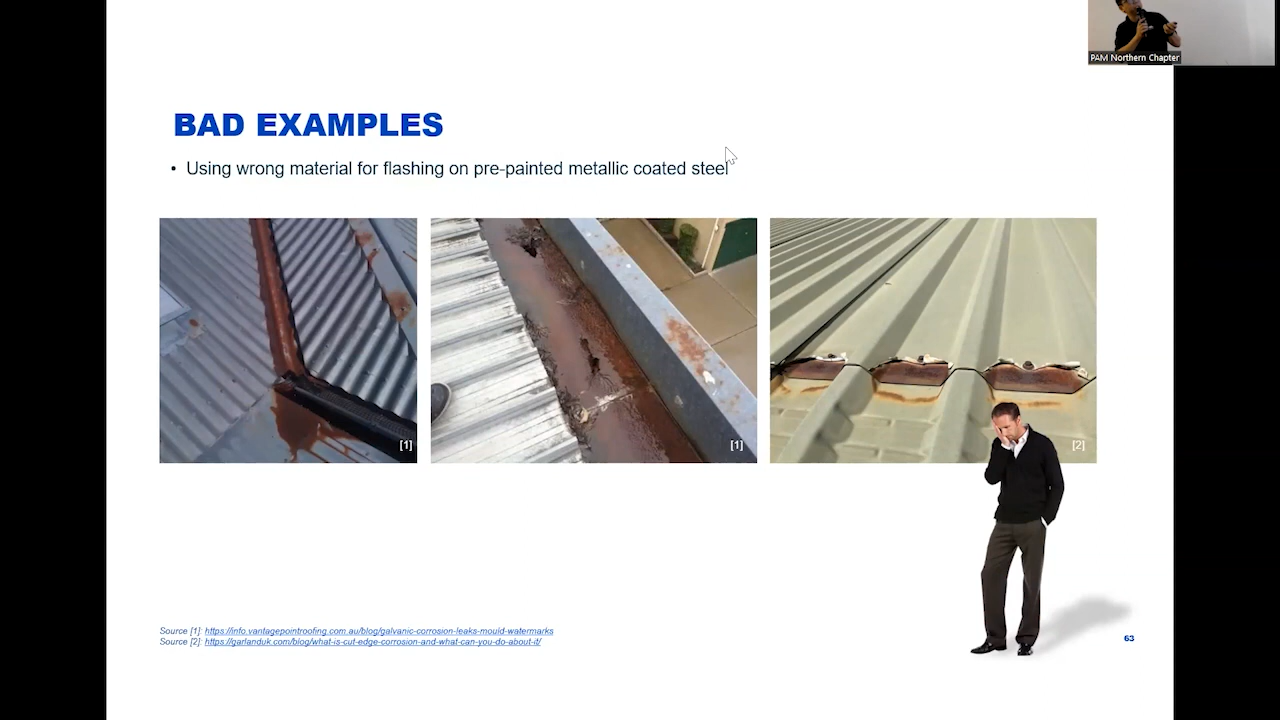 PAM Northern Chapter
BAD EXAMPLES
• Using wrong material for flashing on pre-painted metallic coated steel
[1]
[1]
[2]
Source [1]: https://info.vantagepointroofing.com.au/blog/galvanic-corrosion-leaks-mould-watermarks
Source [2]: https://garlanduk.com/blog/what-is-cut-edge-corrosion-and-what-can-you-do-about-it/
63